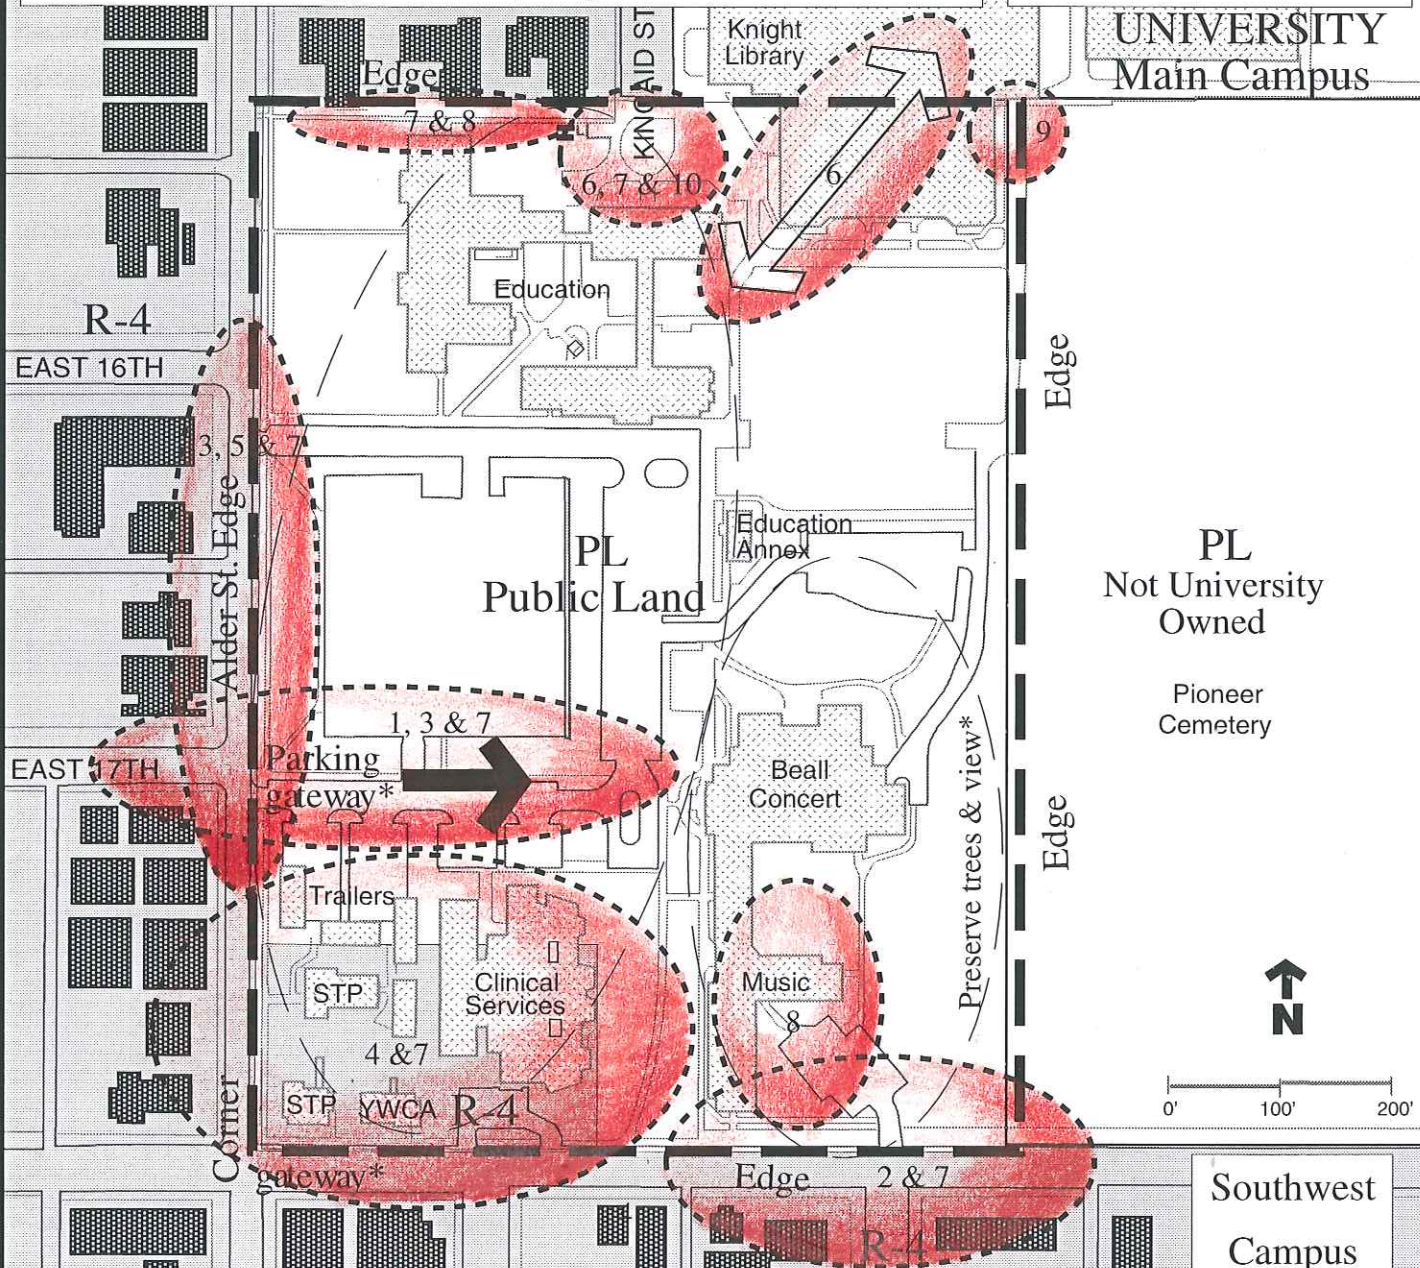 Knight
Library
UNIVERSITY
Main Campus
KINCAID ST
Edge
7 & 8
6, 7 & 10
6
9
Education
R-4
EAST 16TH
Edge
3, 5 & 7
Alder St. Edge
Education
Annex
PL
Public Land
PL
Not University
Owned
Pioneer
Cemetery
1, 3 & 7
Parking
gateway*
EAST 17TH
Beall
Concert
Preserve trees & view*
Edge
Trailers
STP
Clinical
Services
Music
8
4 &7
STP
YWCA
R-4
N
0'
100'
200'
Corner
gateway*
Edge
2 & 7
R-4
Southwest
Campus